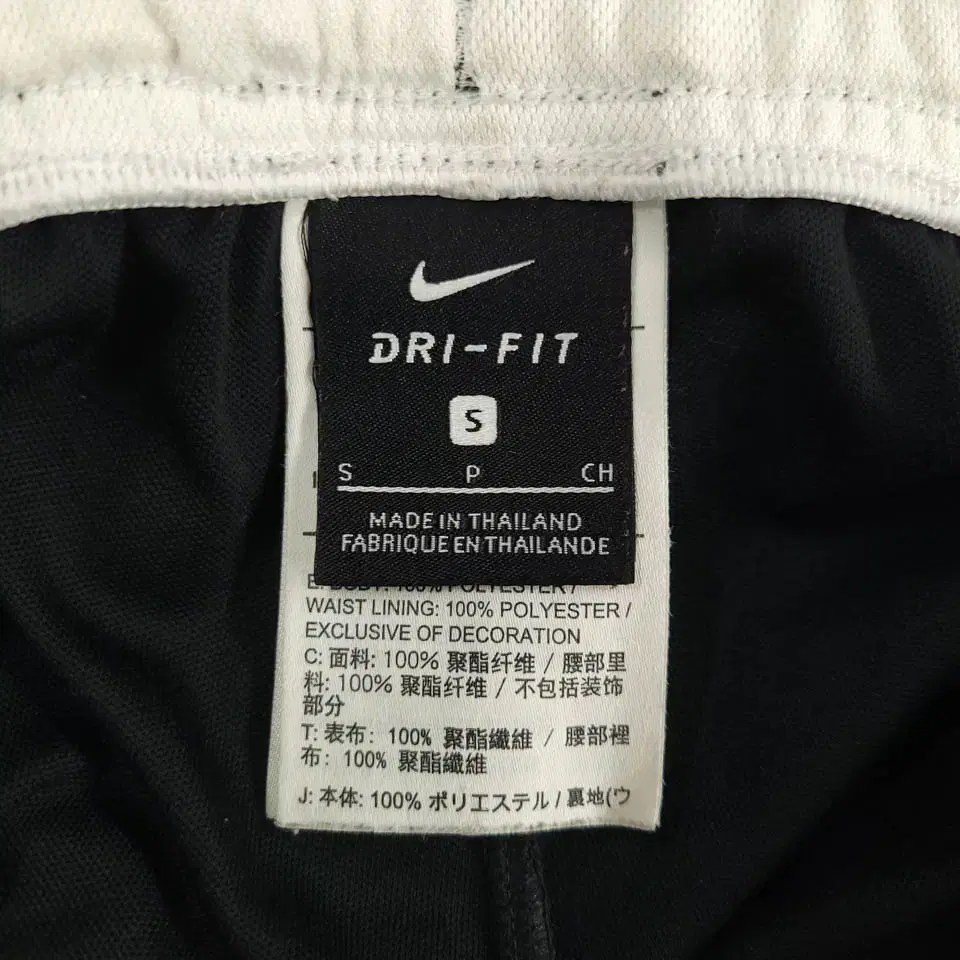 DRI-FIT
S
S P CH
MADE IN THAILAND
FABRIQUE EN THAILANDE
E: BODY: 100% POLYESTER /
WAIST LINING: 100% POLYESTER /
EXCLUSIVE OF DECORATION
C: 面料: 100% 聚酯纤维 / 腰部里
料: 100% 聚酯纤维 / 不包括装饰
部分
T: 表布: 100% 聚酯纖維 / 腰部裡
布: 100% 聚酯纖維
J: 本体: 100% ポリエステル / 裏地(ウ